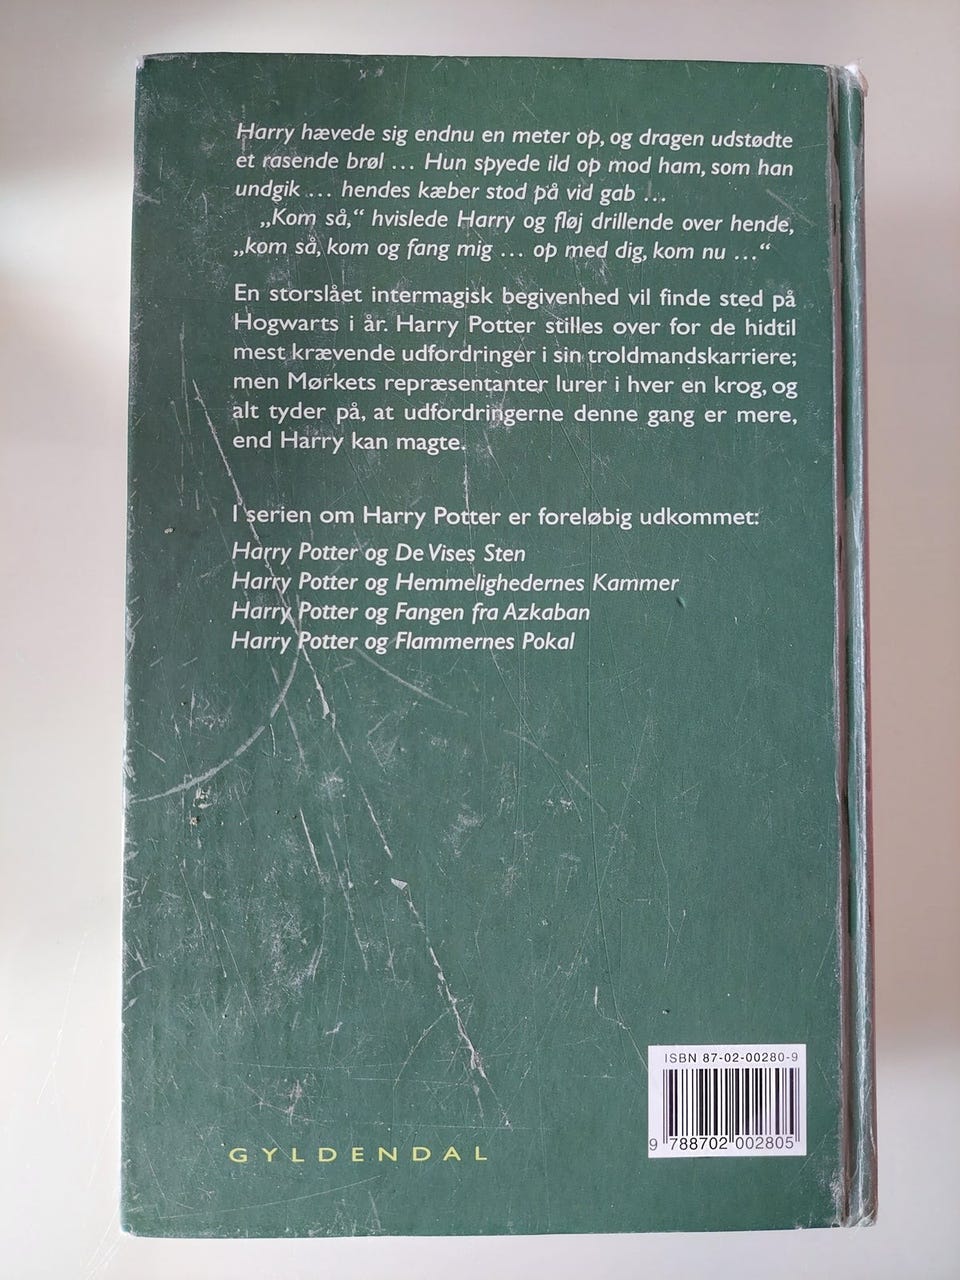 Harry hævede sig endnu en meter op, og dragen udstødte
et rasende brøl ... Hun spyede ild op mod ham, som han
undgik ... hendes kæber stod på vid gab ...
„Kom så,“ hvislede Harry og fløj drillende over hende,
„kom så, kom og fang mig ... op med dig, kom nu ...“
En storslået intermagisk begivenhed vil finde sted på
Hogwarts i år. Harry Potter stilles over for de hidtil
mest krævende udfordringer i sin troldmandskarriere;
men Mørkets repræsentanter lurer i hver en krog, og
alt tyder på, at udfordringerne denne gang er mere,
end Harry kan magte.
I serien om Harry Potter er foreløbig udkommet:
Harry Potter og De Vises Sten
Harry Potter og Hemmelighedernes Kammer
Harry Potter og Fangen fra Azkaban
Harry Potter og Flammernes Pokal
ISBN 87-02-00280-9
9 788702 002805
GYLDENDAL